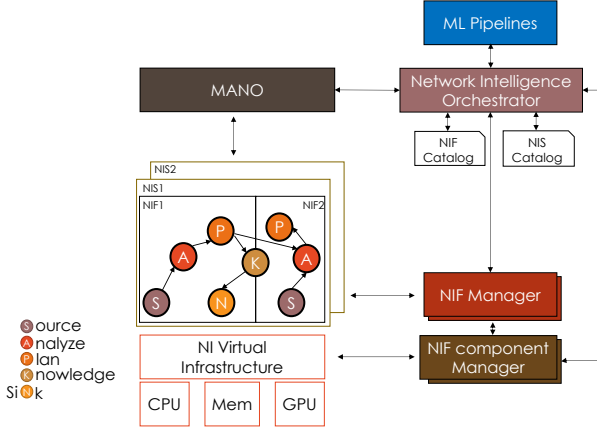 ML Pipelines
MANO
Network Intelligence
Orchestrator
NIF
Catalog
NIS
Catalog
NIS2
NIS1
NIF1
NIF2
P
P
A
K
A
S
N
S
NIF Manager
Source
Analyze
Plan
Knowledge
SiNk
NI Virtual
Infrastructure
NIF component
Manager
CPU
Mem
GPU